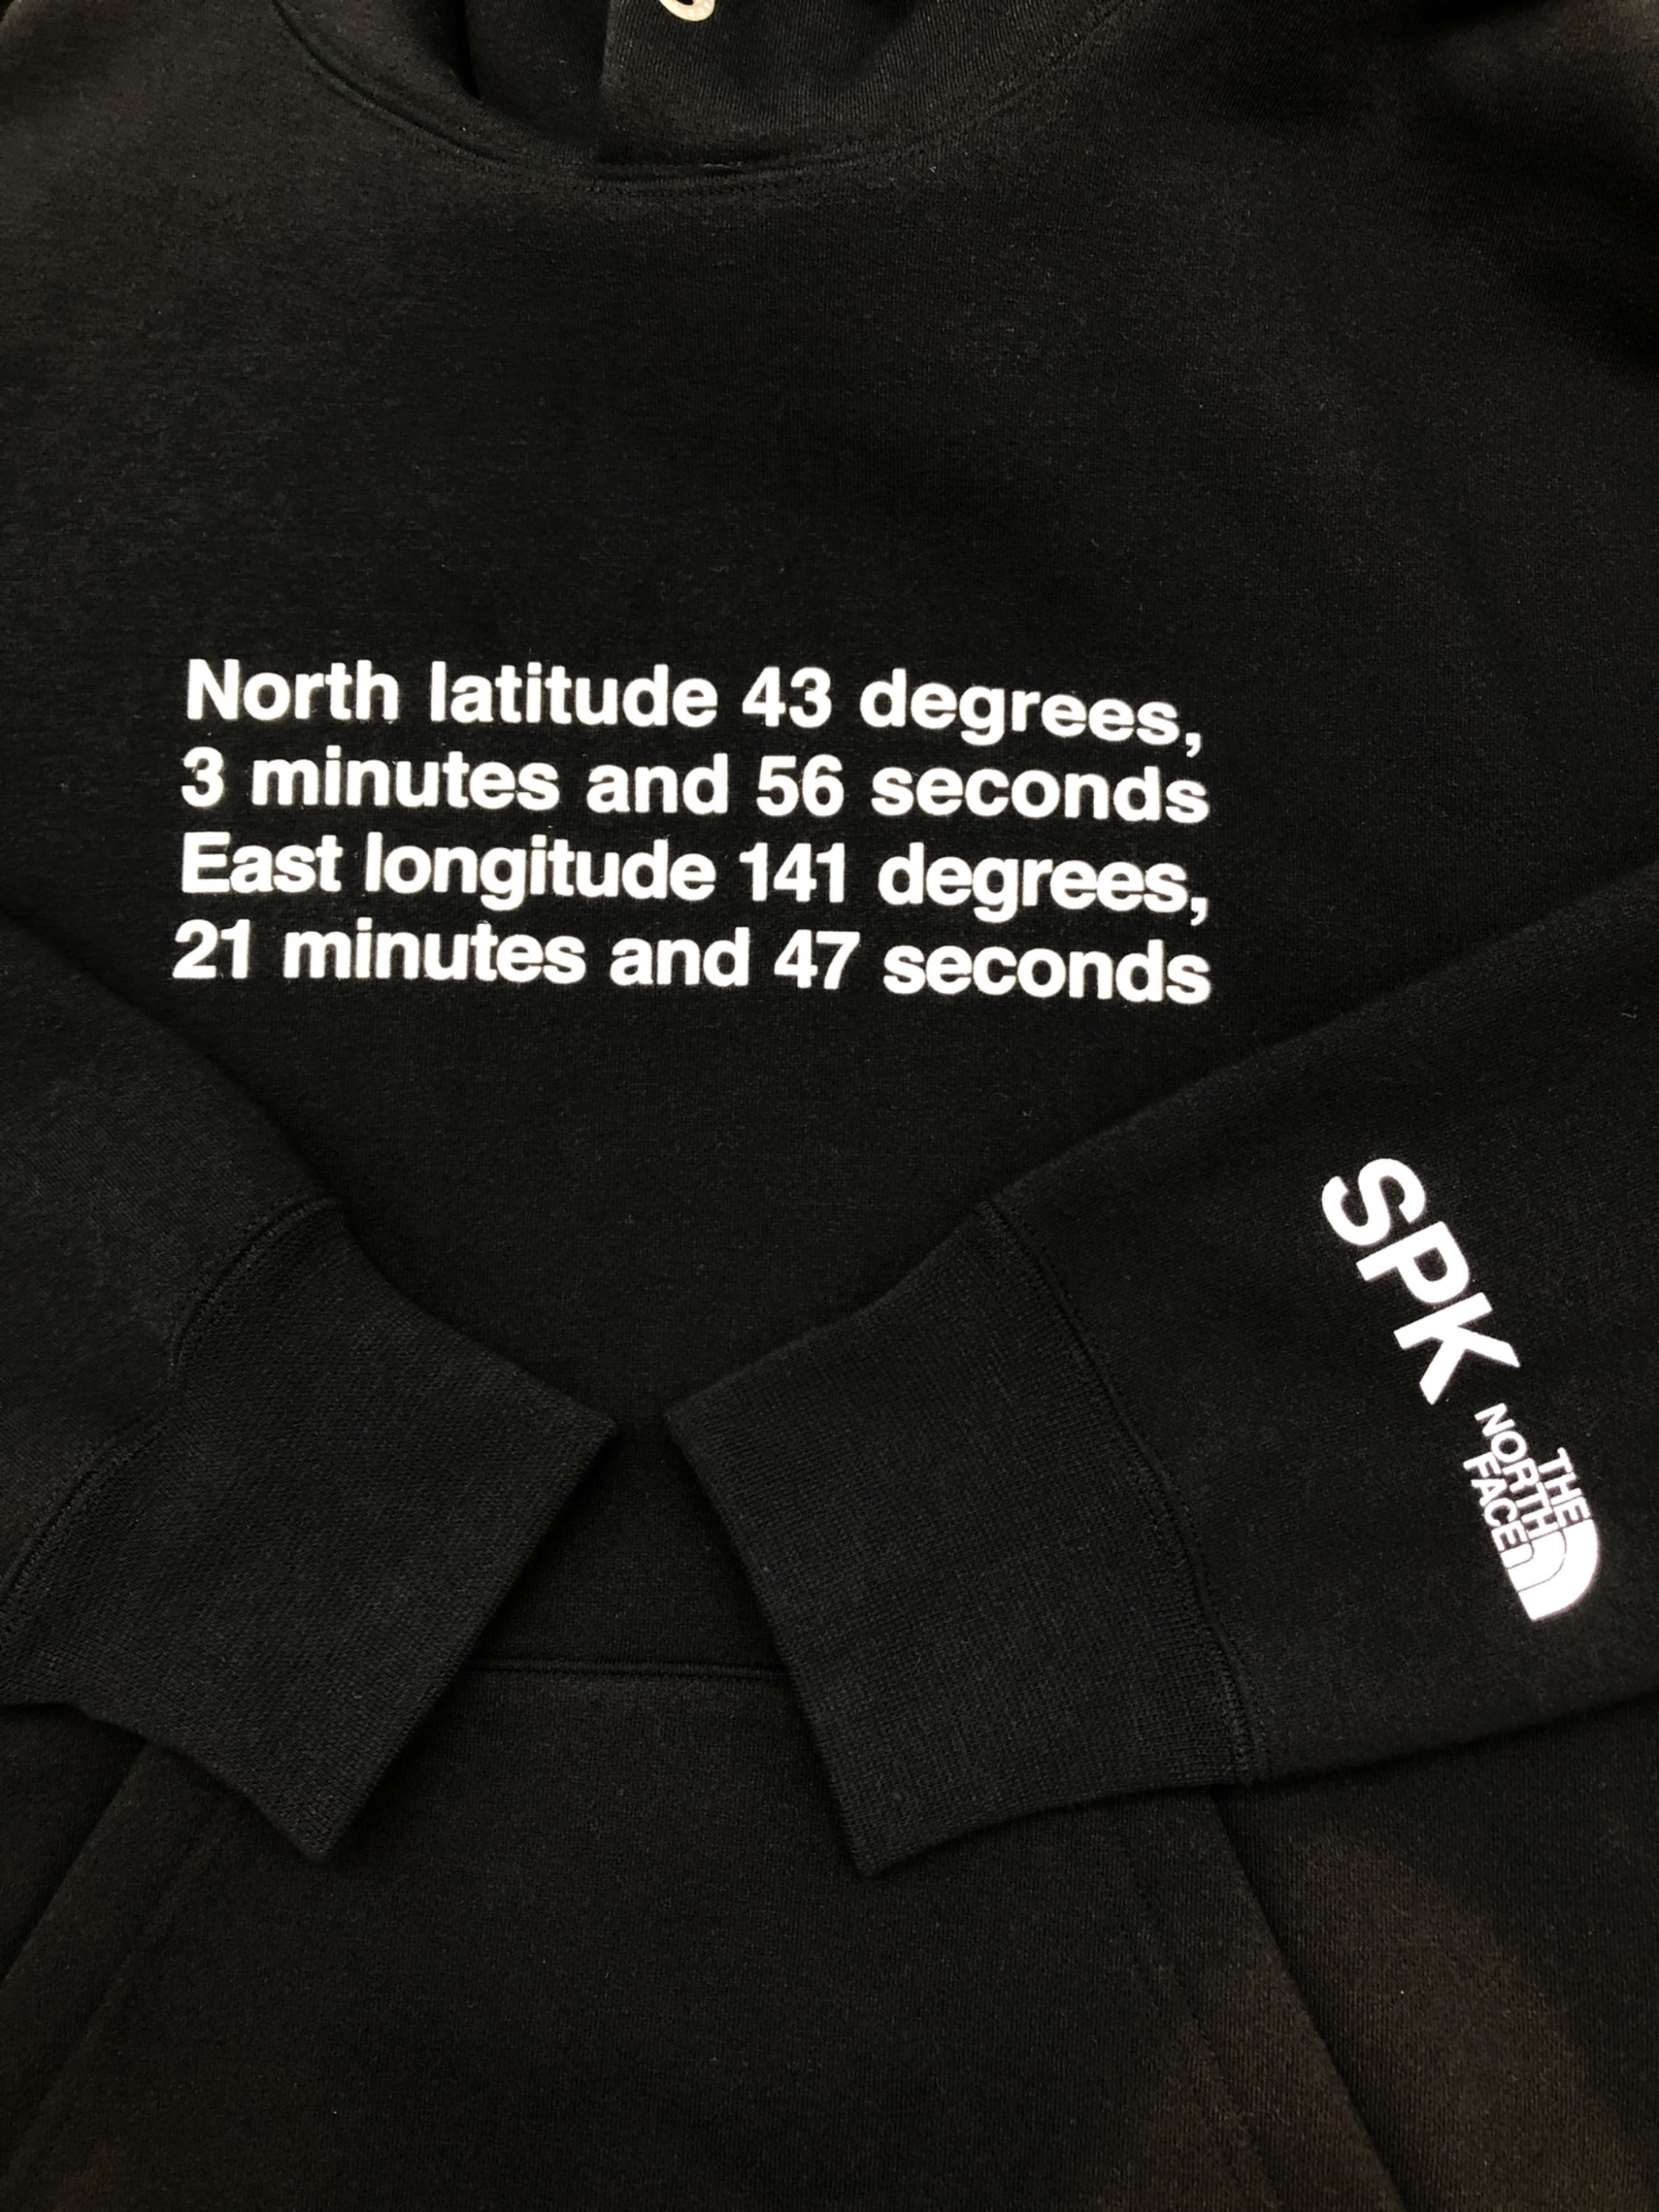 North latitude 43 degrees,
3 minutes and 56 seconds
East longitude 141 degrees,
21 minutes and 47 seconds
SPK
THE
NORTH
FACE